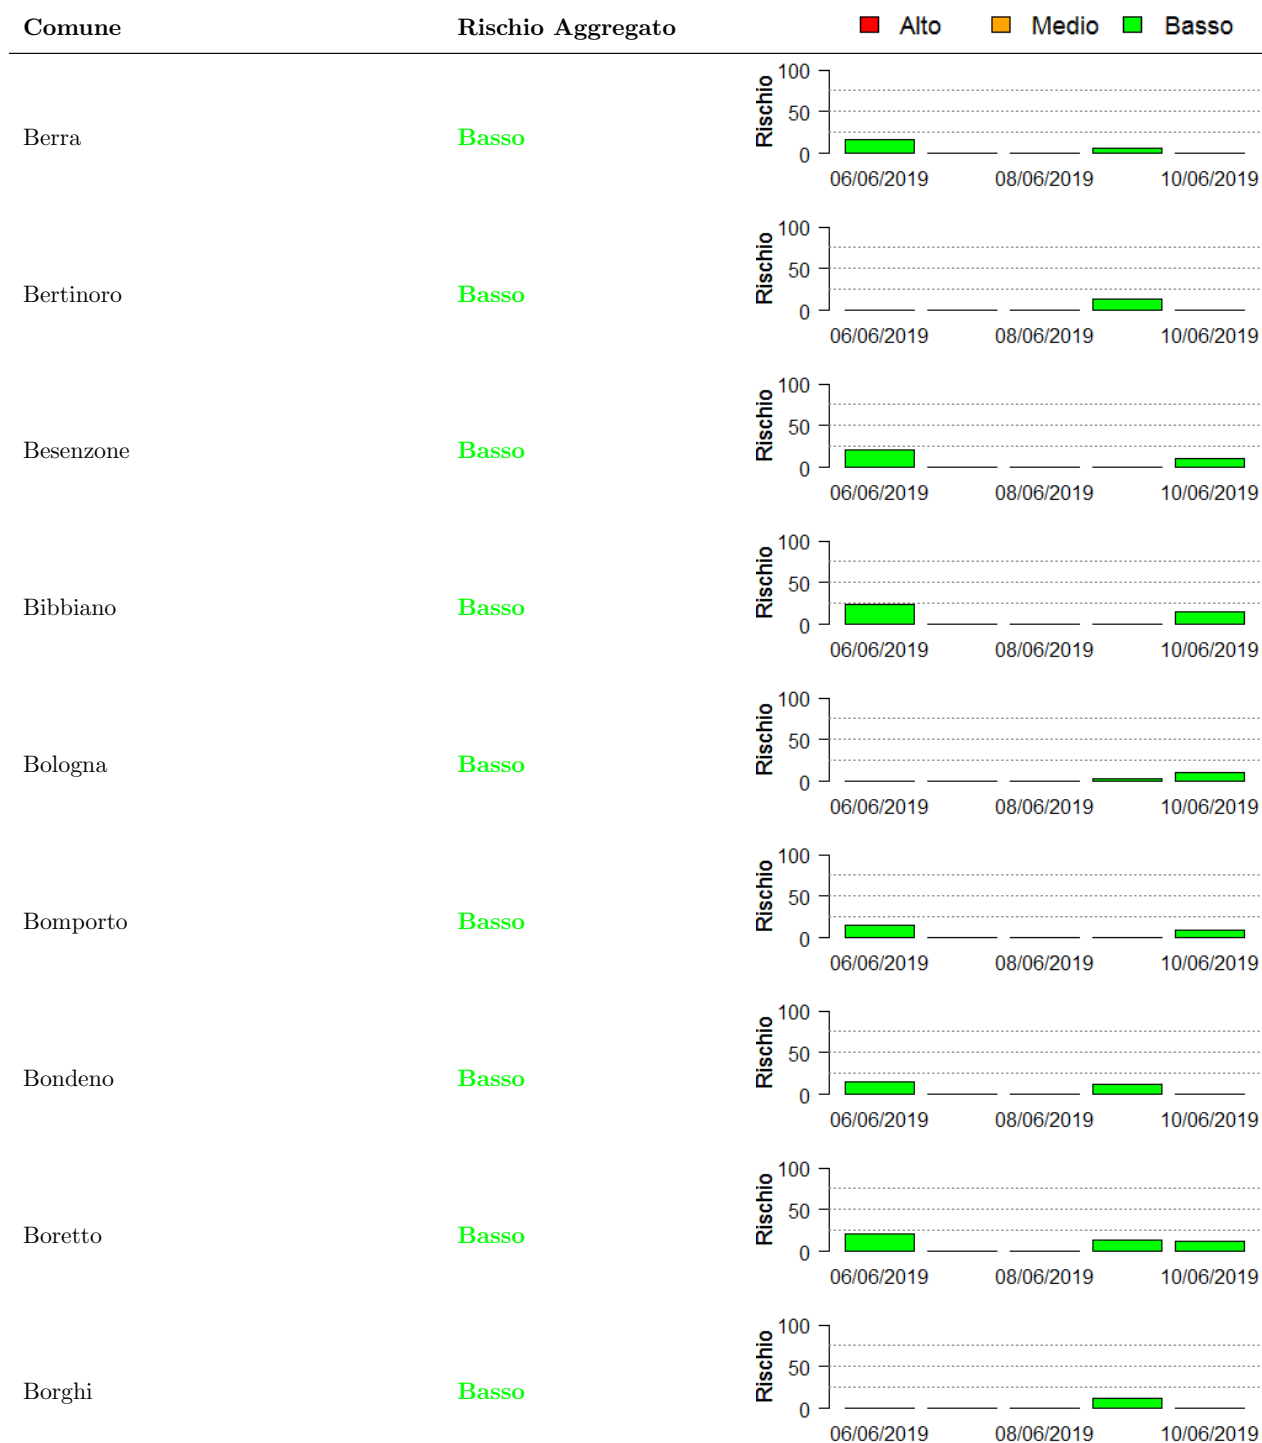 Comune Rischio Aggregato Alto Medio Basso
Berra Basso Rischio 100 50 0
06/06/2019 08/06/2019 10/06/2019
Bertinoro Basso Rischio 100 50 0
06/06/2019 08/06/2019 10/06/2019
Besenzone Basso Rischio 100 50 0
06/06/2019 08/06/2019 10/06/2019
Bibbiano Basso Rischio 100 50 0
06/06/2019 08/06/2019 10/06/2019
Bologna Basso Rischio 100 50 0
06/06/2019 08/06/2019 10/06/2019
Bomporto Basso Rischio 100 50 0
06/06/2019 08/06/2019 10/06/2019
Bondeno Basso Rischio 100 50 0
06/06/2019 08/06/2019 10/06/2019
Boretto Basso Rischio 100 50 0
06/06/2019 08/06/2019 10/06/2019
Borghi Basso Rischio 100 50 0
06/06/2019 08/06/2019 10/06/2019